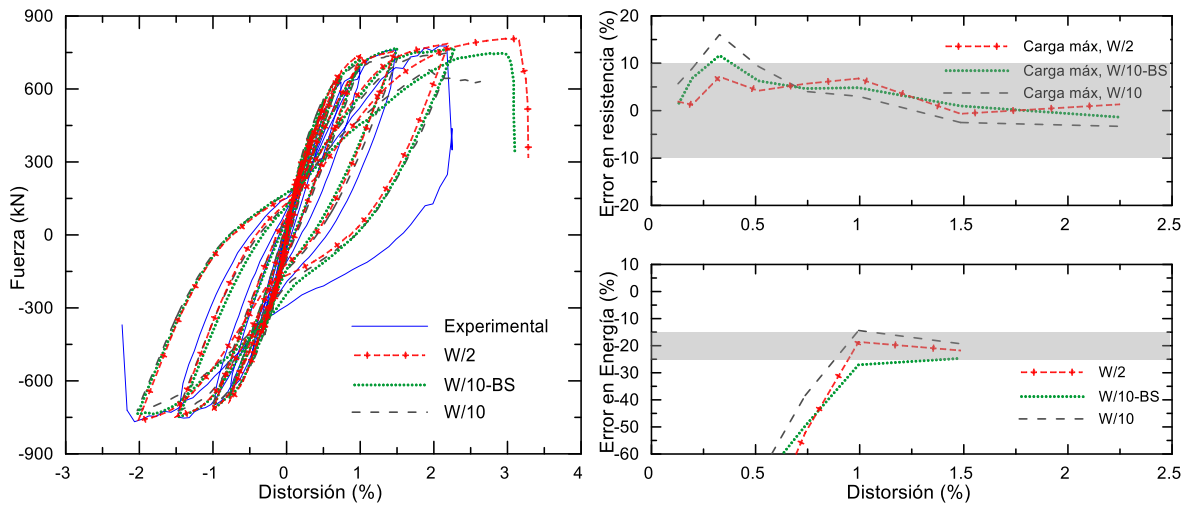 900
600
300
0
-300
-600
-900
Fuerza (kN)
-3
-2
-1
0
1
2
3
4
Distorsión (%)
Experimental
W/2
W/10-BS
W/10
20
10
0
-10
-20
Error en resistencia (%)
Carga máx, W/2
Carga máx, W/10-BS
Carga máx, W/10
0
0.5
1
1.5
2
2.5
10
0
-10
-20
-30
-40
-50
-60
Error en Energía (%)
W/2
W/10-BS
W/10
0
0.5
1
1.5
2
2.5
Distorsión (%)